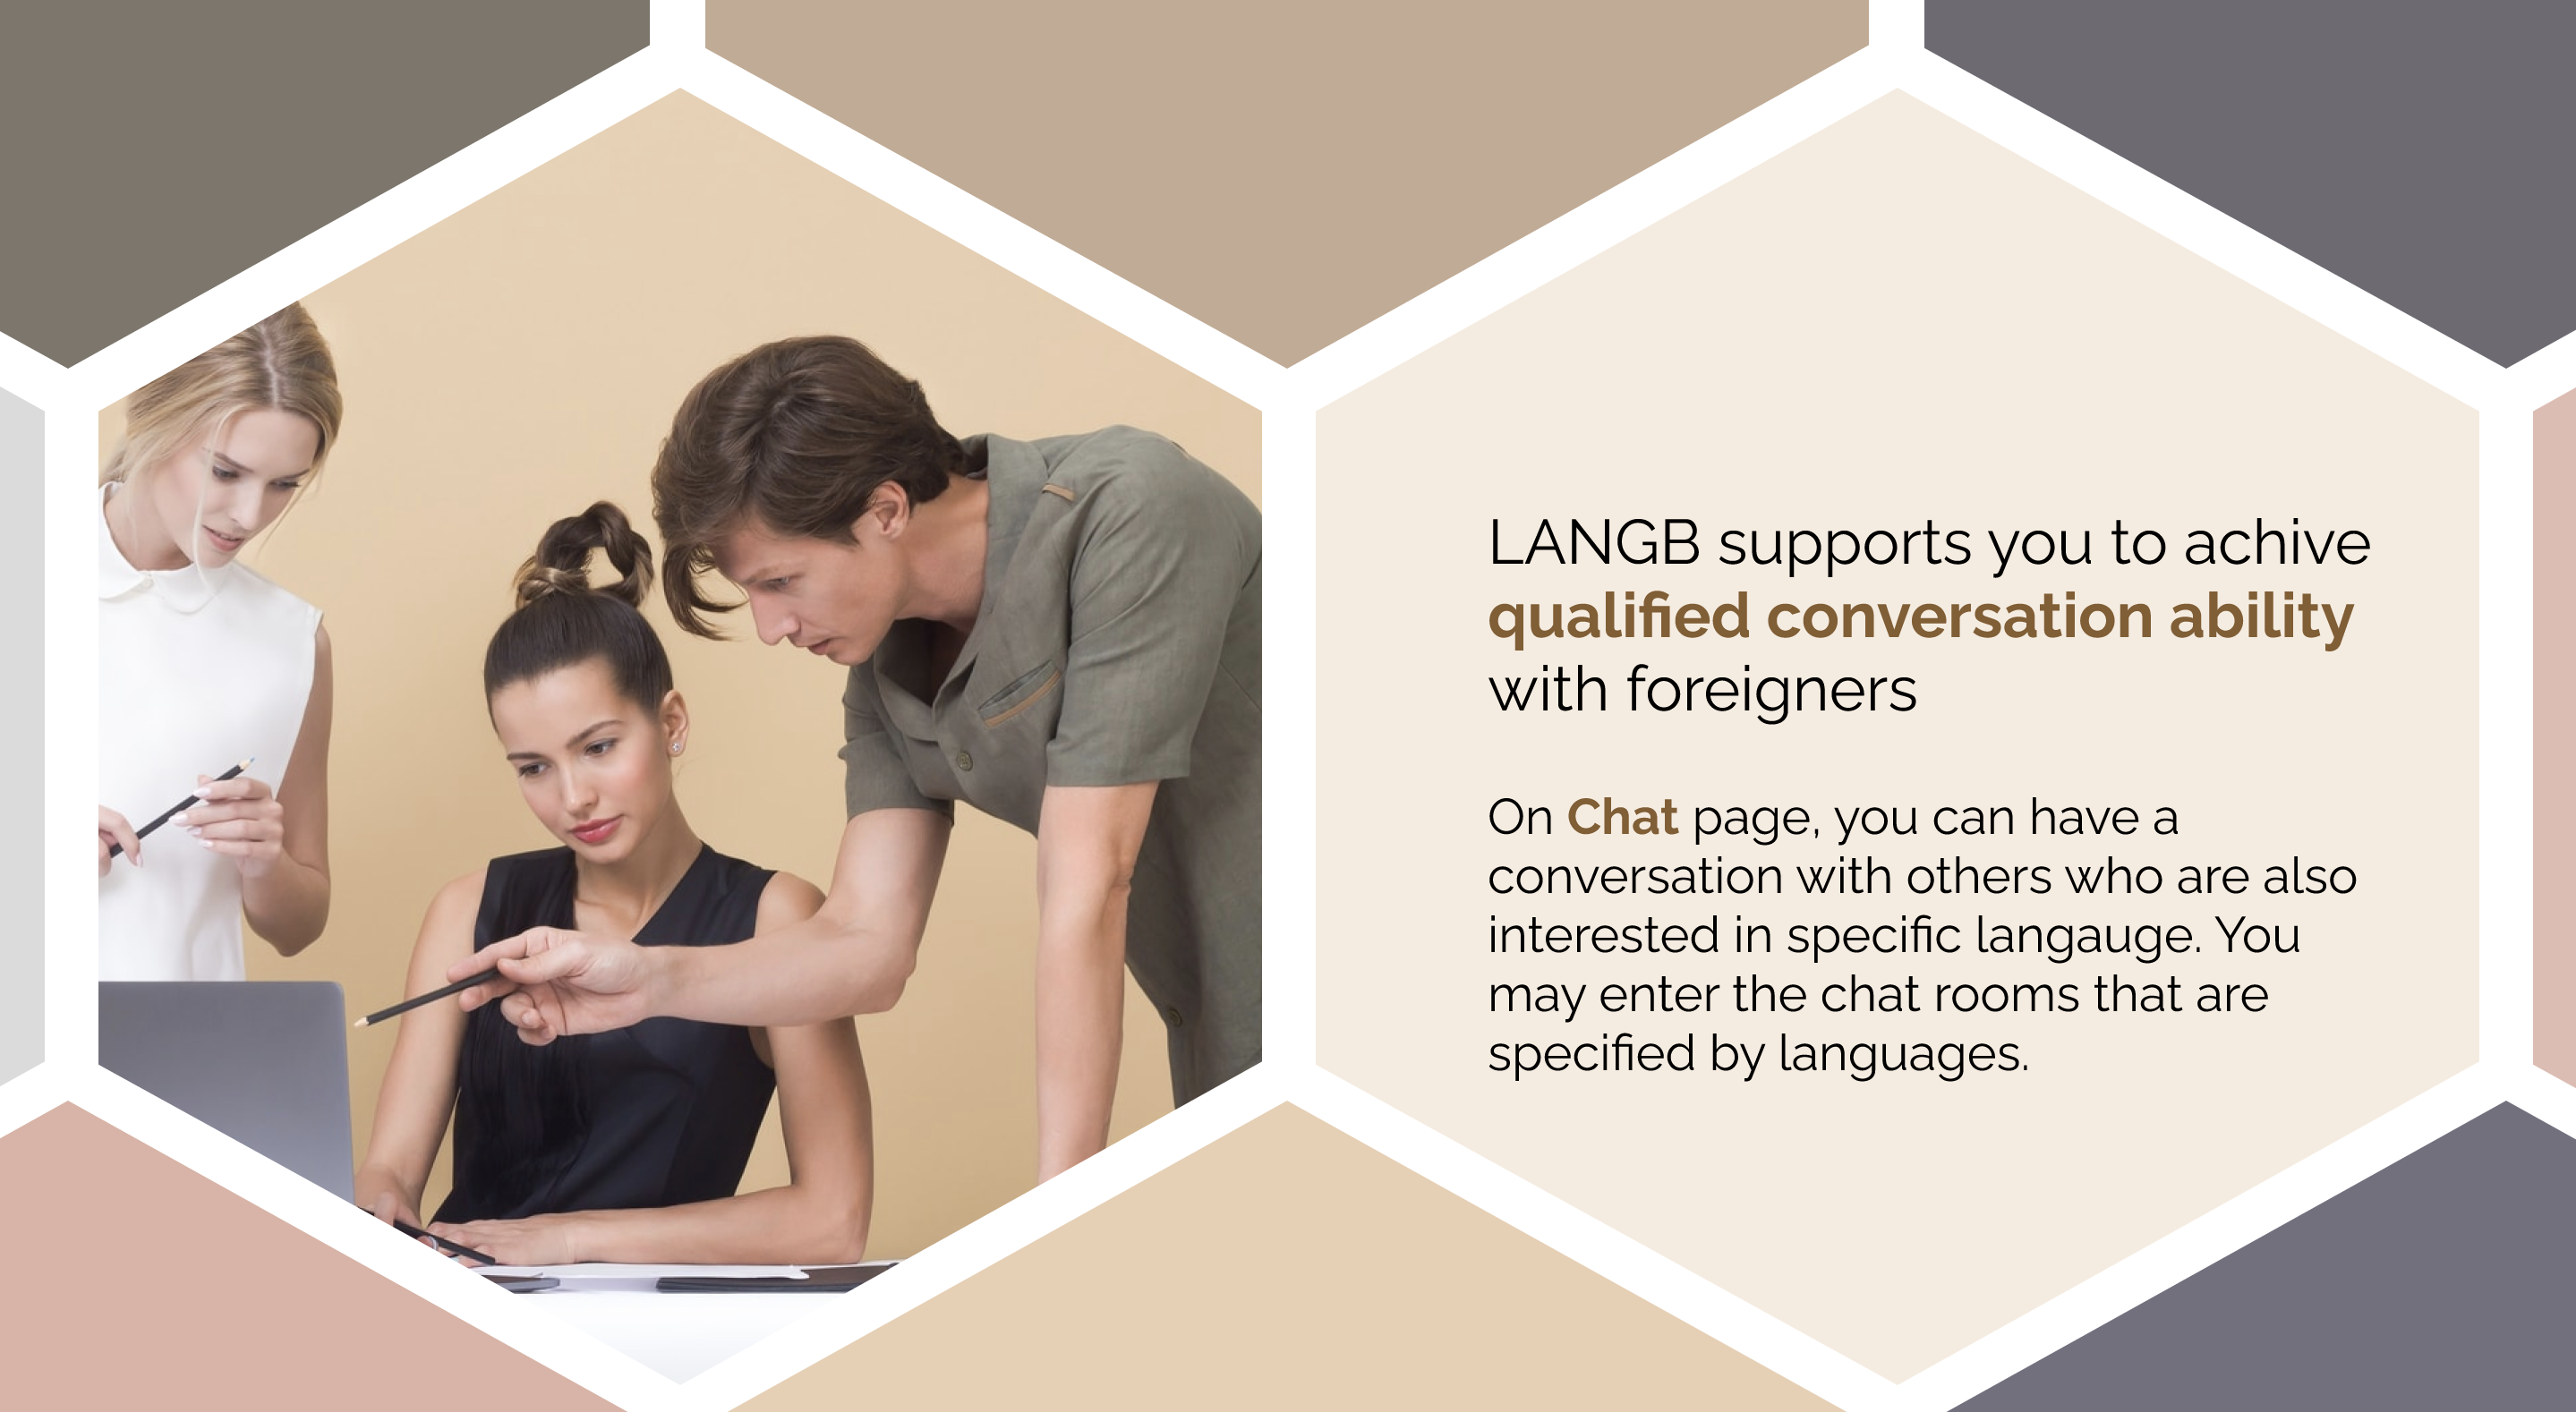 LANGB supports you to achive
qualified conversation ability
with foreigners
On Chat page, you can have a
conversation with others who are also
interested in specific langauge. You
may enter the chat rooms that are
specified by languages.